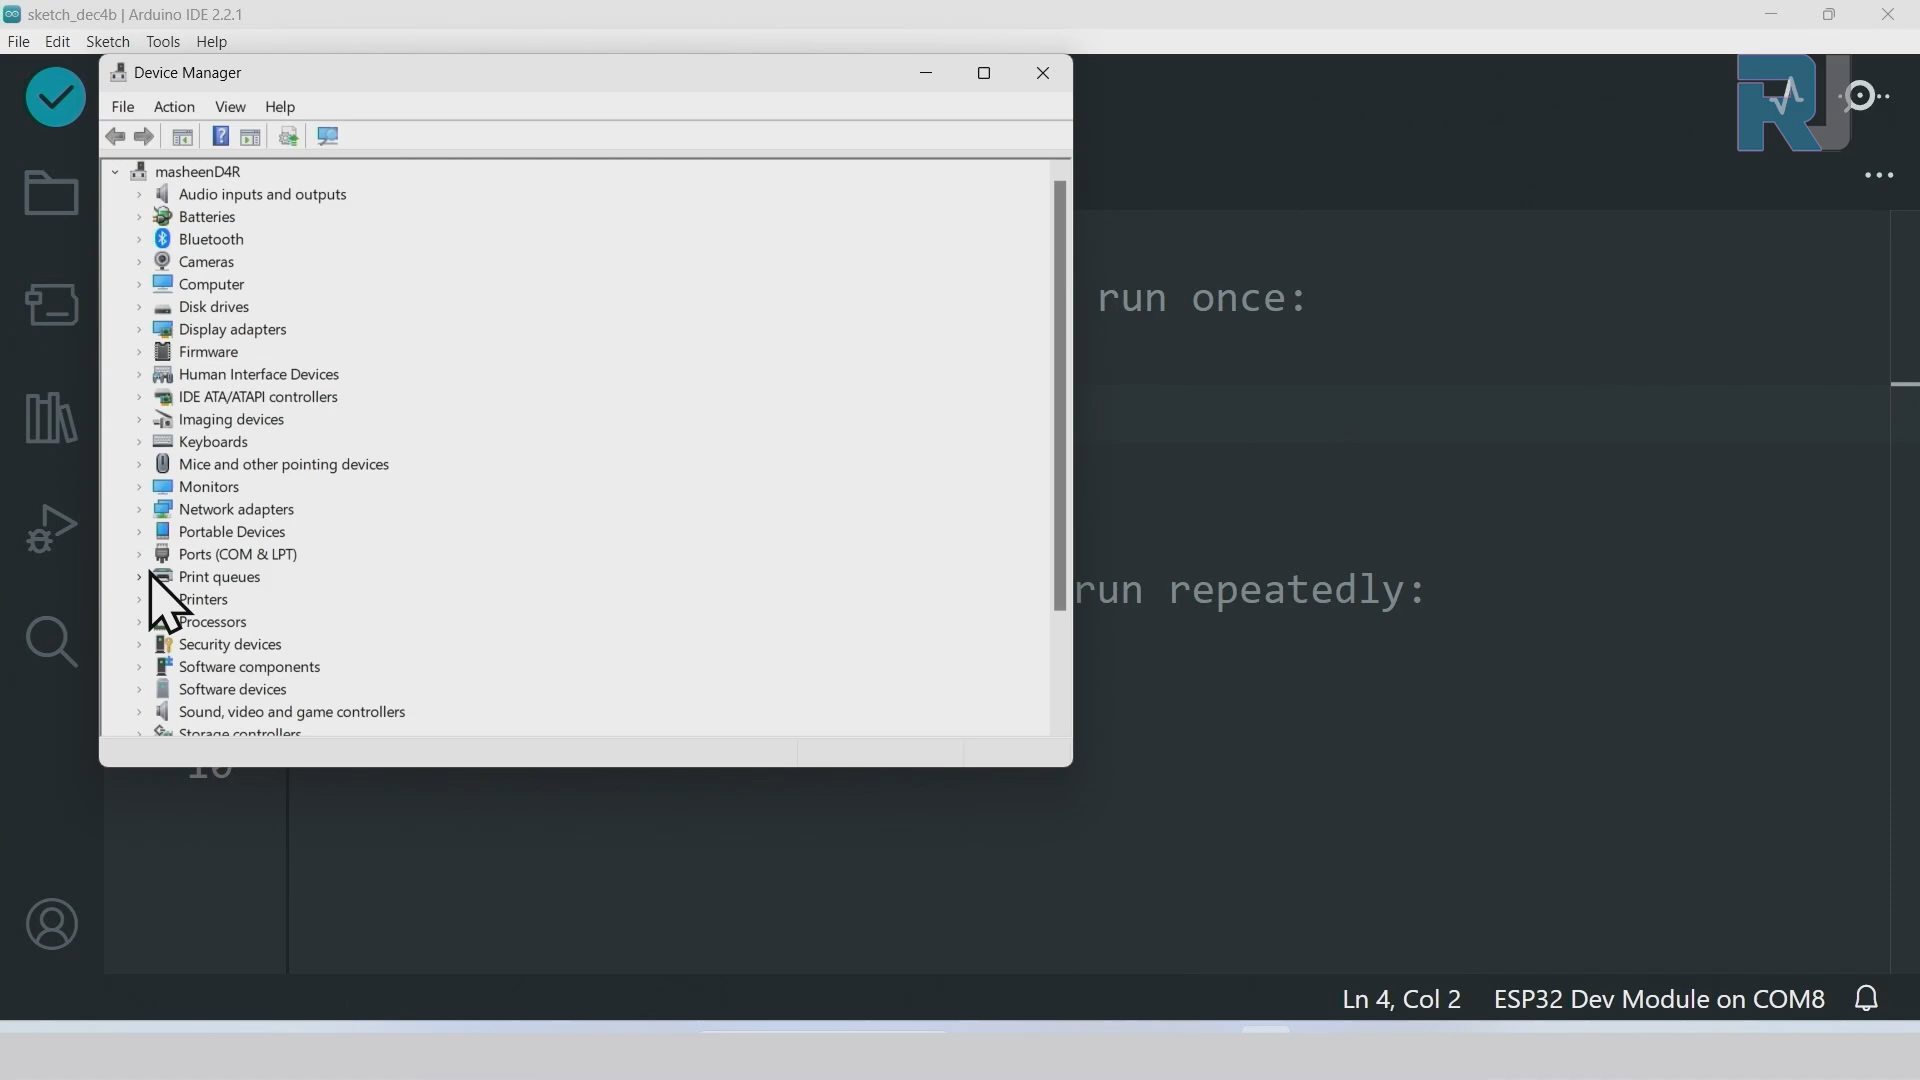 sketch_dec4b | Arduino IDE 2.2.1
File Edit Sketch Tools Help
Device Manager
File Action View Help
masheenD4R
Audio inputs and outputs
Batteries
Bluetooth
Cameras
Computer
Disk drives
Display adapters
Firmware
Human Interface Devices
IDE ATA/ATAPI controllers
Imaging devices
Keyboards
Mice and other pointing devices
Monitors
Network adapters
Portable Devices
Ports (COM & LPT)
Print queues
Printers
Processors
Security devices
Software components
Software devices
Sound, video and game controllers
Storage controllers
run once:
run repeatedly:
10
Ln 4, Col 2 ESP32 Dev Module on COM8
RJ